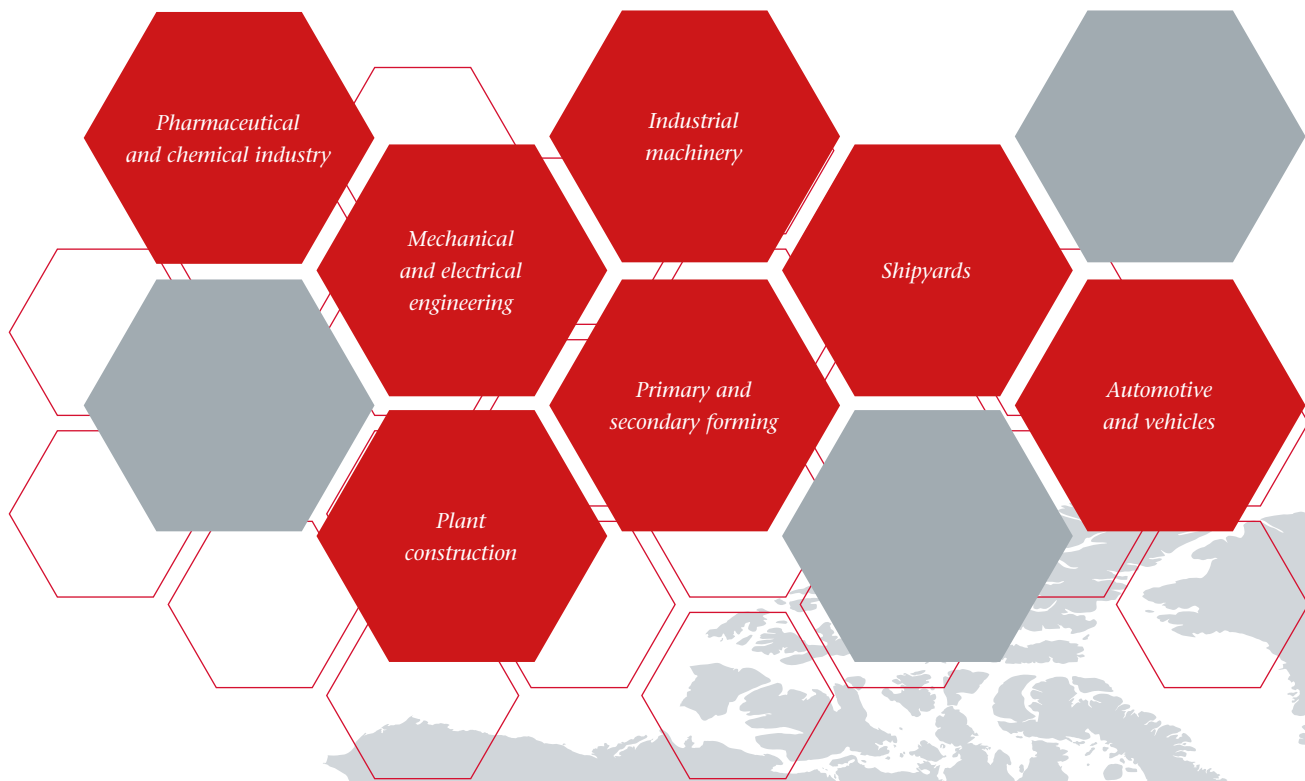 Pharmaceutical
and chemical industry
Industrial
machinery
Mechanical
and electrical
engineering
Shipyards
Primary and
secondary forming
Automotive
and vehicles
Plant
construction